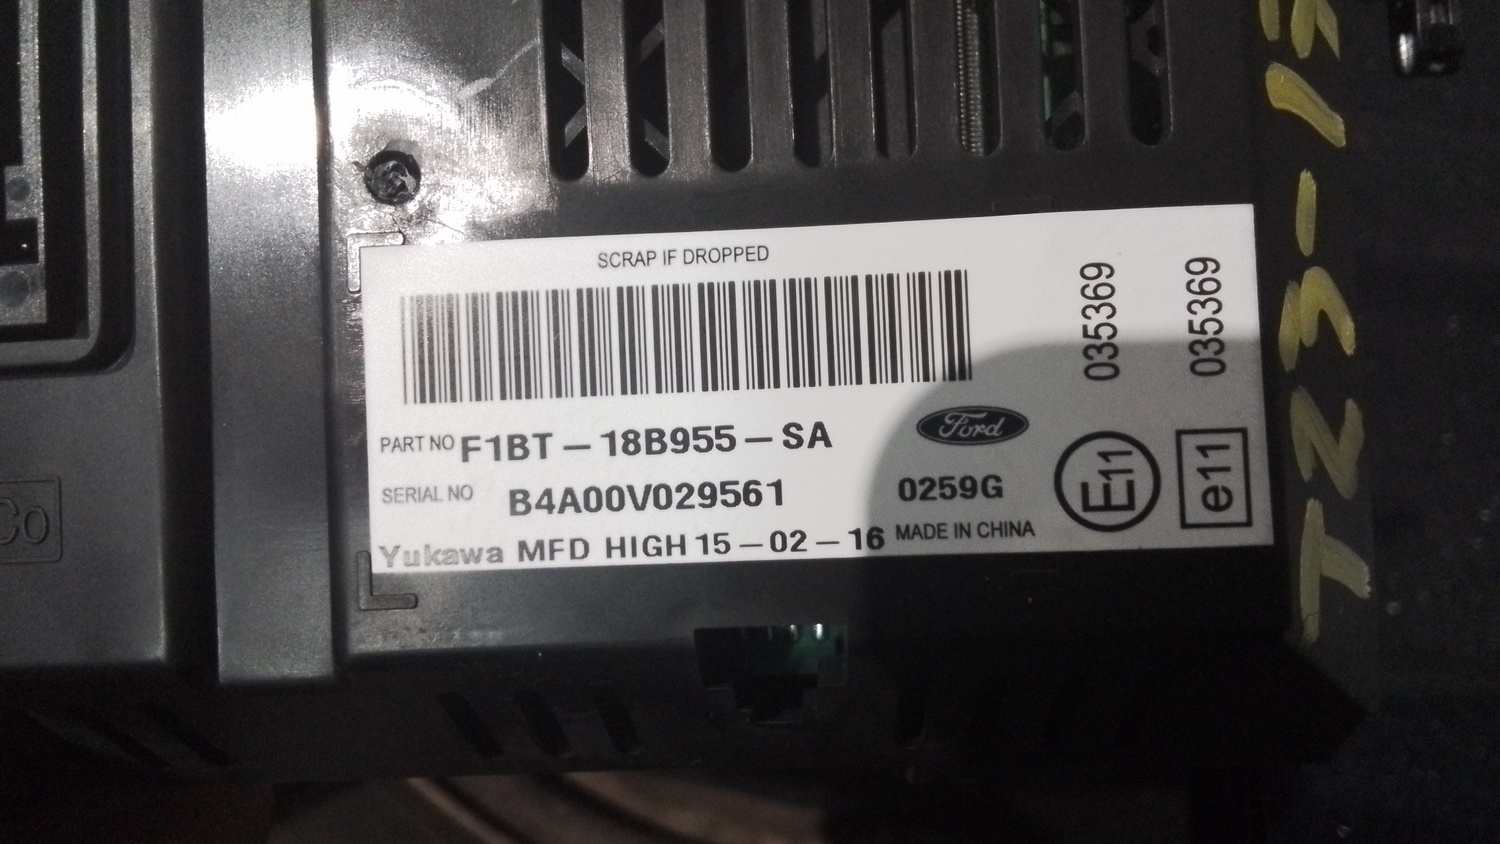 SCRAP IF DROPPED
PART NO F1BT-18B955-SA
Ford
SERIAL NO B4A00V029561
0259G
Yukawa MFD HIGH 15-02-16
MADE IN CHINA
035369
E11
035369
e11
Co